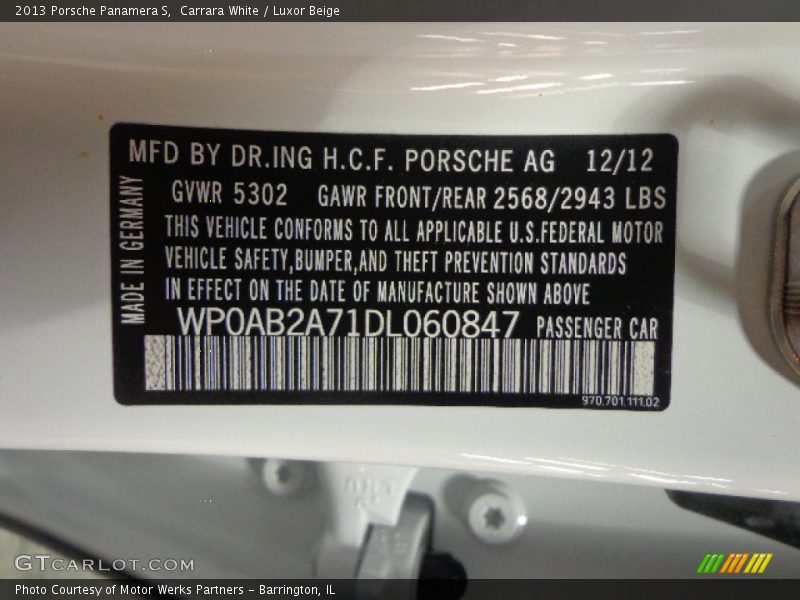 2013 Porsche Panamera S,  Carrara White / Luxor Beige
MFD BY DR.ING H.C.F. PORSCHE AG 12/12
GVWR 5302 GAWR FRONT/REAR 2568/2943 LBS
THIS VEHICLE CONFORMS TO ALL APPLICABLE U.S.FEDERAL MOTOR
VEHICLE SAFETY,BUMPER,AND THEFT PREVENTION STANDARDS
IN EFFECT ON THE DATE OF MANUFACTURE SHOWN ABOVE
MADE IN GERMANY
WP0AB2A71DL060847 PASSENGER CAR
970.701.111.02
GTCARLOT.COM
Photo Courtesy of Motor Werks Partners - Barrington, IL